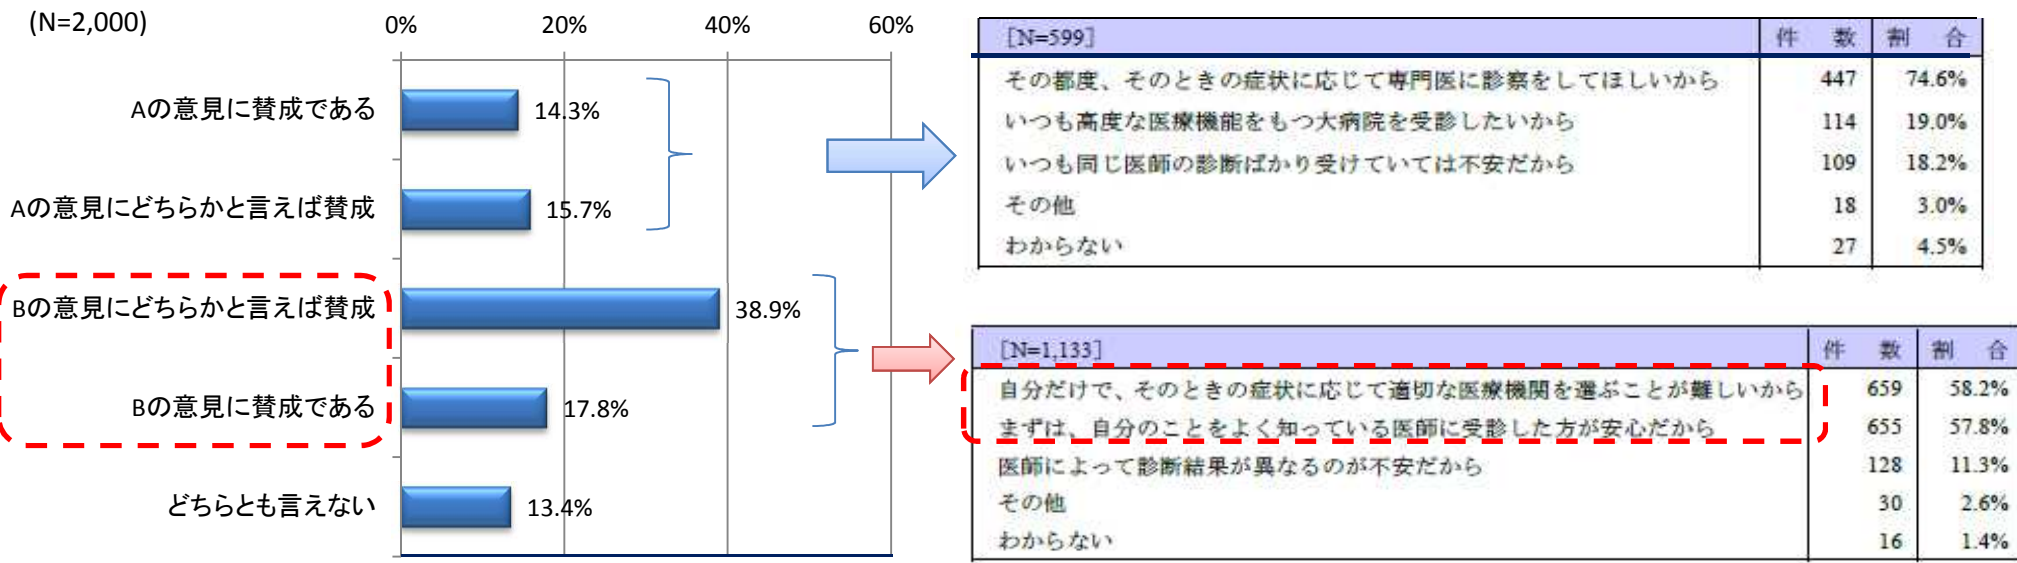 (N=2,000)
0% 20% 40% 60%
Aの意見に賛成である 14.3%
Aの意見にどちらかと言えば賛成 15.7%
Bの意見にどちらかと言えば賛成 38.9%
Bの意見に賛成である 17.8%
どちらとも言えない 13.4%
［N=599］ 件 数 割 合
その都度、そのときの症状に応じて専門医に診察をしてほしいから 447 74.6%
いつも高度な医療機能をもつ大病院を受診したいから 114 19.0%
いつも同じ医師の診断ばかり受けていては不安だから 109 18.2%
その他 18 3.0%
わからない 27 4.5%
［N=1,133］ 件 数 割 合
自分だけで、そのときの症状に応じて適切な医療機関を選ぶことが難しいから 659 58.2%
まずは、自分のことをよく知っている医師に受診した方が安心だから 655 57.8%
医師によって診断結果が異なるのが不安だから 128 11.3%
その他 30 2.6%
わからない 16 1.4%